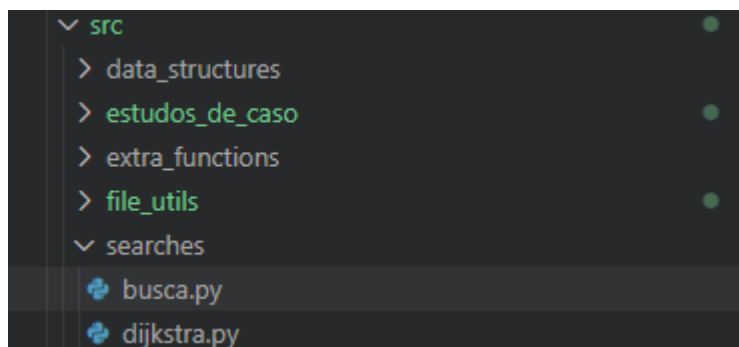 src
data_structures
estudos_de_caso
extra_functions
file_utils
searches
busca.py
dijkstra.py